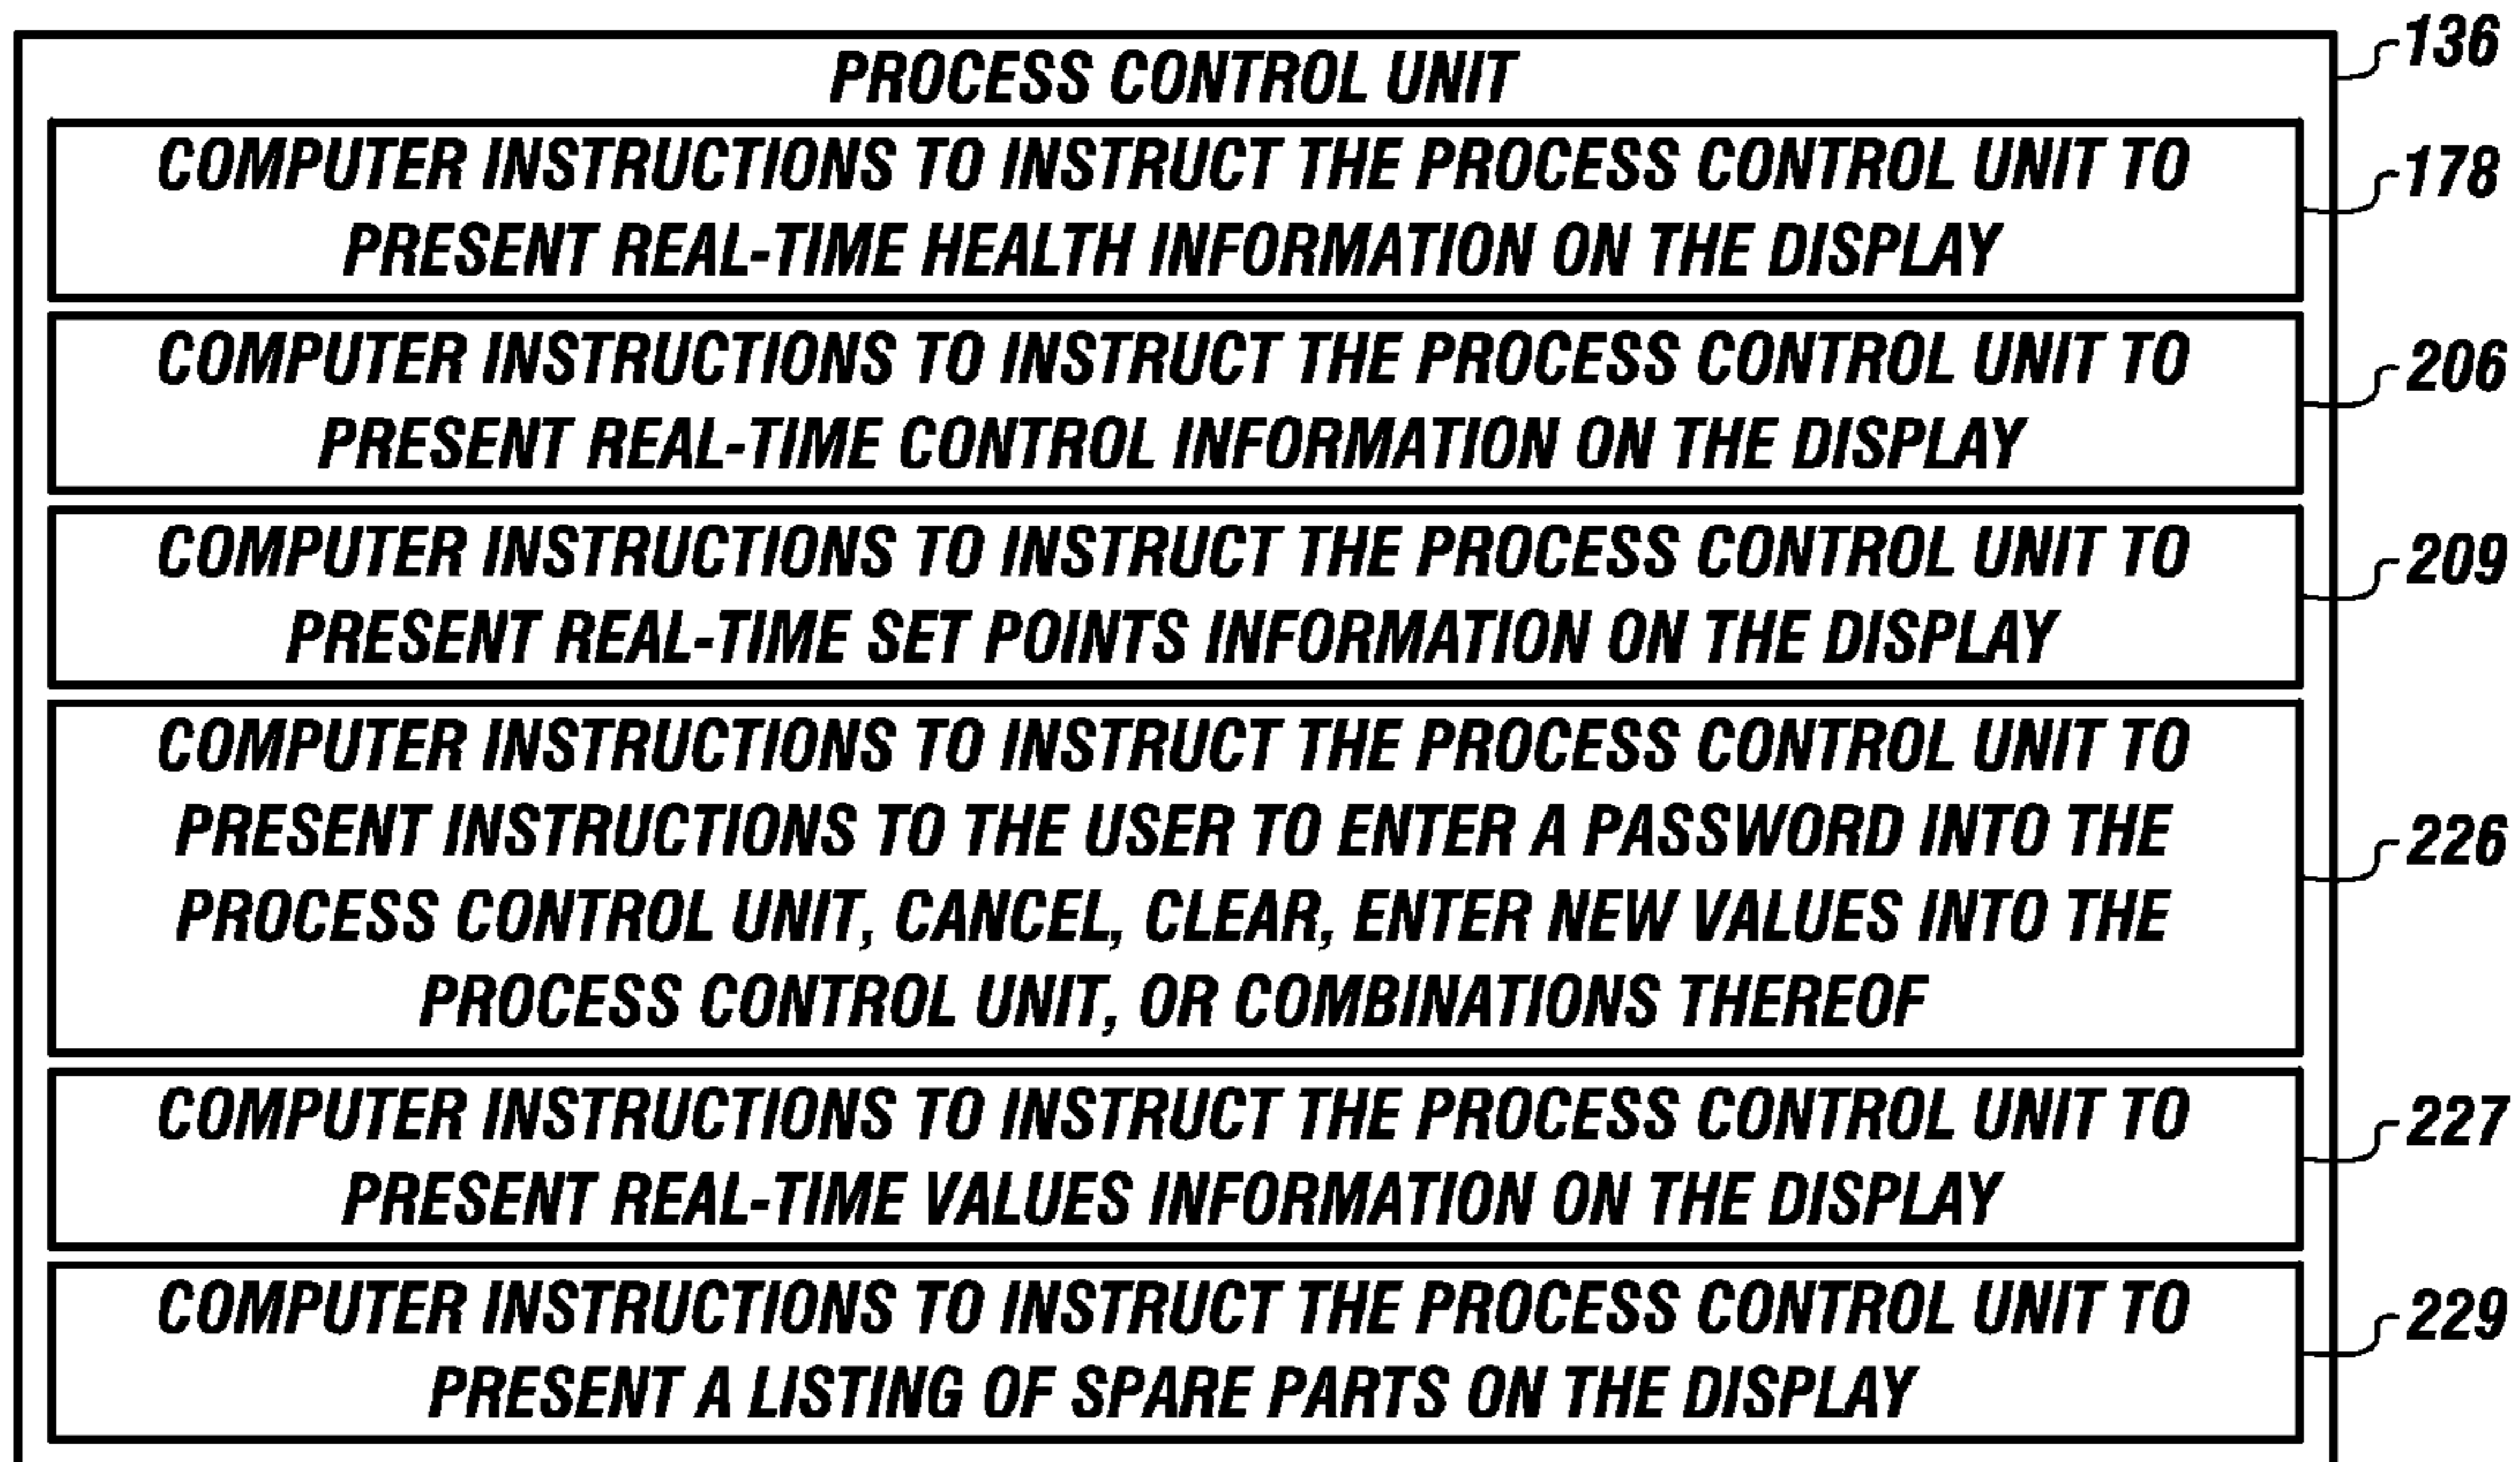 PROCESS CONTROL UNIT
136
COMPUTER INSTRUCTIONS TO INSTRUCT THE PROCESS CONTROL UNIT TO
PRESENT REAL-TIME HEALTH INFORMATION ON THE DISPLAY
178
COMPUTER INSTRUCTIONS TO INSTRUCT THE PROCESS CONTROL UNIT TO
PRESENT REAL-TIME CONTROL INFORMATION ON THE DISPLAY
206
COMPUTER INSTRUCTIONS TO INSTRUCT THE PROCESS CONTROL UNIT TO
PRESENT REAL-TIME SET POINTS INFORMATION ON THE DISPLAY
209
COMPUTER INSTRUCTIONS TO INSTRUCT THE PROCESS CONTROL UNIT TO
PRESENT INSTRUCTIONS TO THE USER TO ENTER A PASSWORD INTO THE
PROCESS CONTROL UNIT, CANCEL, CLEAR, ENTER NEW VALUES INTO THE
PROCESS CONTROL UNIT, OR COMBINATIONS THEREOF
226
COMPUTER INSTRUCTIONS TO INSTRUCT THE PROCESS CONTROL UNIT TO
PRESENT REAL-TIME VALUES INFORMATION ON THE DISPLAY
227
COMPUTER INSTRUCTIONS TO INSTRUCT THE PROCESS CONTROL UNIT TO
PRESENT A LISTING OF SPARE PARTS ON THE DISPLAY
229